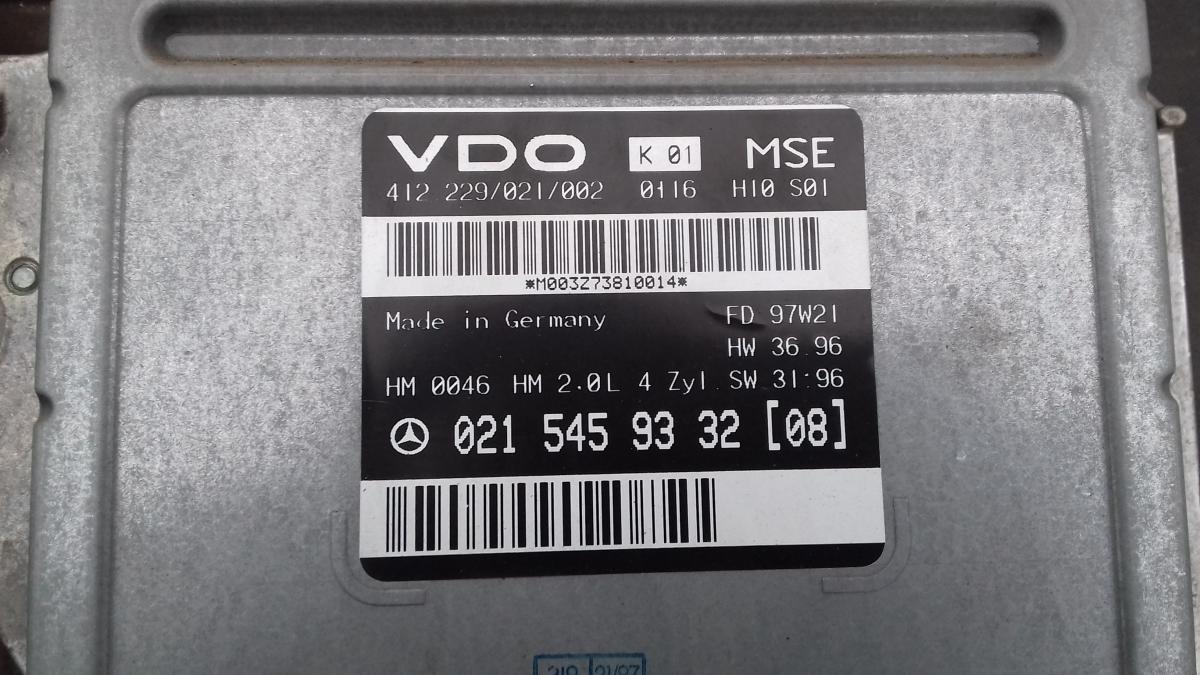 VDO K 01 MSE
412 229/021/002 0116 H10 S01
*M003Z73810014*
Made in Germany FD 97W21
HW 36.96
HM 0046 HM 2.0L 4 Zyl. SW 31.96
021 545 93 32 [08]